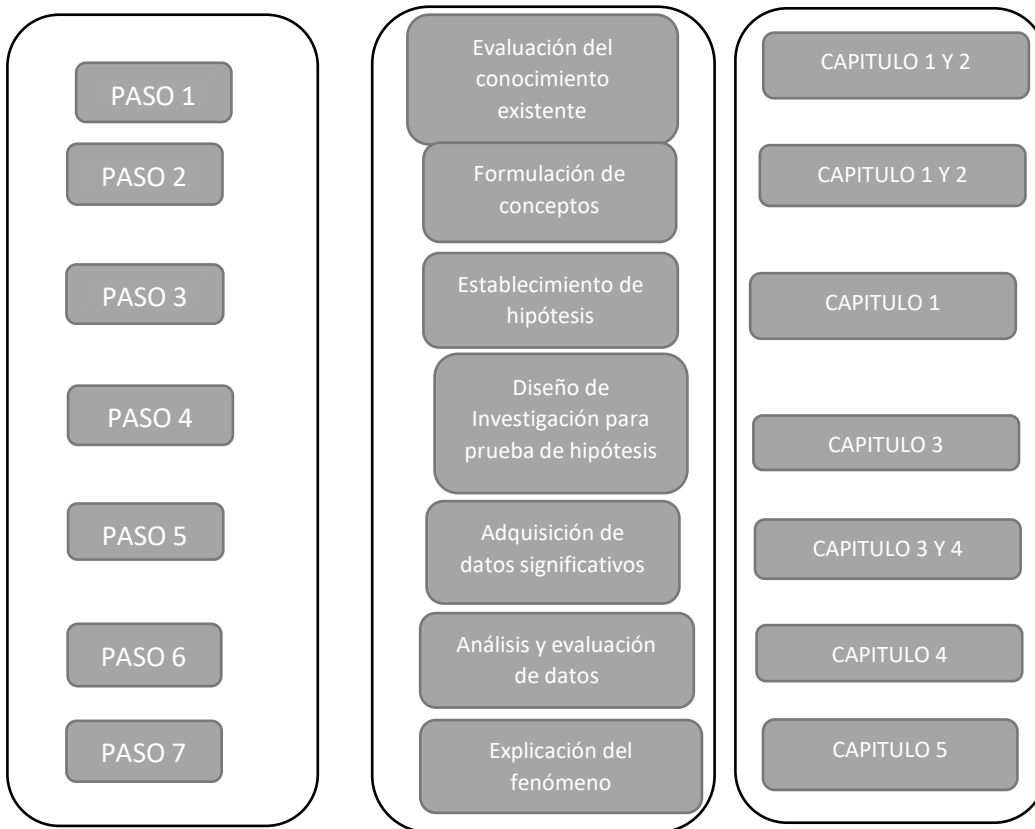 PASO 1
Evaluación del
conocimiento
existente
CAPITULO 1 Y 2
PASO 2
Formulación de
conceptos
CAPITULO 1 Y 2
PASO 3
Establecimiento de
hipótesis
CAPITULO 1
PASO 4
Diseño de
Investigación para
prueba de hipótesis
CAPITULO 3
PASO 5
Adquisición de
datos significativos
CAPITULO 3 Y 4
PASO 6
Análisis y evaluación
de datos
CAPITULO 4
PASO 7
Explicación del
fenómeno
CAPITULO 5